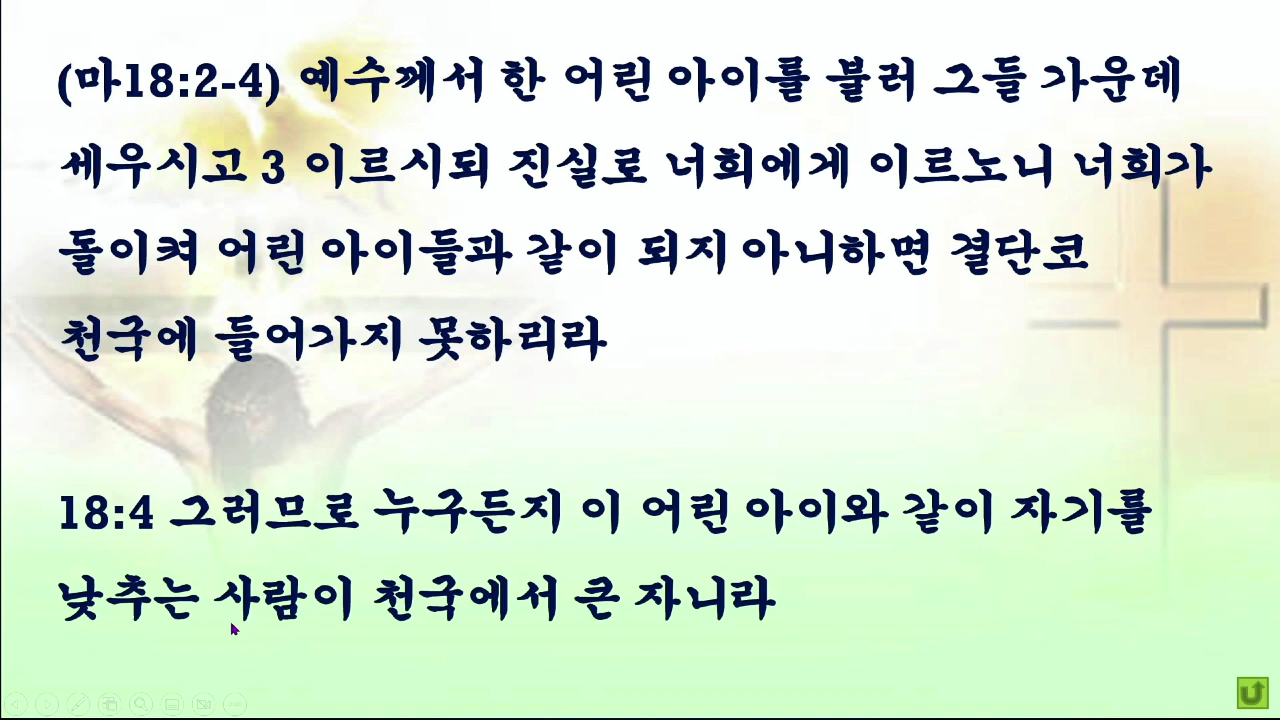 (마18:2-4) 예수께서 한 어린 아이를 불러 그들 가운데
세우시고 3 이르시되 진실로 너희에게 이르노니 너희가
돌이켜 어린 아이들과 같이 되지 아니하면 결단코
천국에 들어가지 못하리라
18:4 그러므로 누구든지 이 어린 아이와 같이 자기를
낮추는 사람이 천국에서 큰 자니라